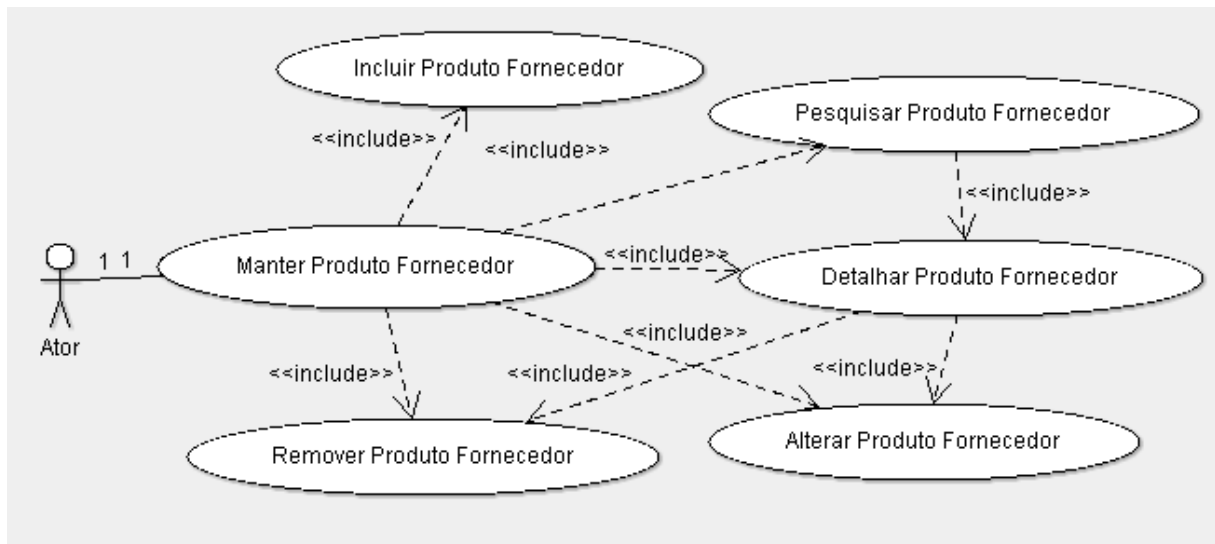 Incluir Produto Fornecedor
Pesquisar Produto Fornecedor
<<include>>
<<include>>
<<include>>
1 1
Manter Produto Fornecedor
<<include>>
Detalhar Produto Fornecedor
Ator
<<include>>
<<include>>
<<include>>
<<include>>
Remover Produto Fornecedor
Alterar Produto Fornecedor